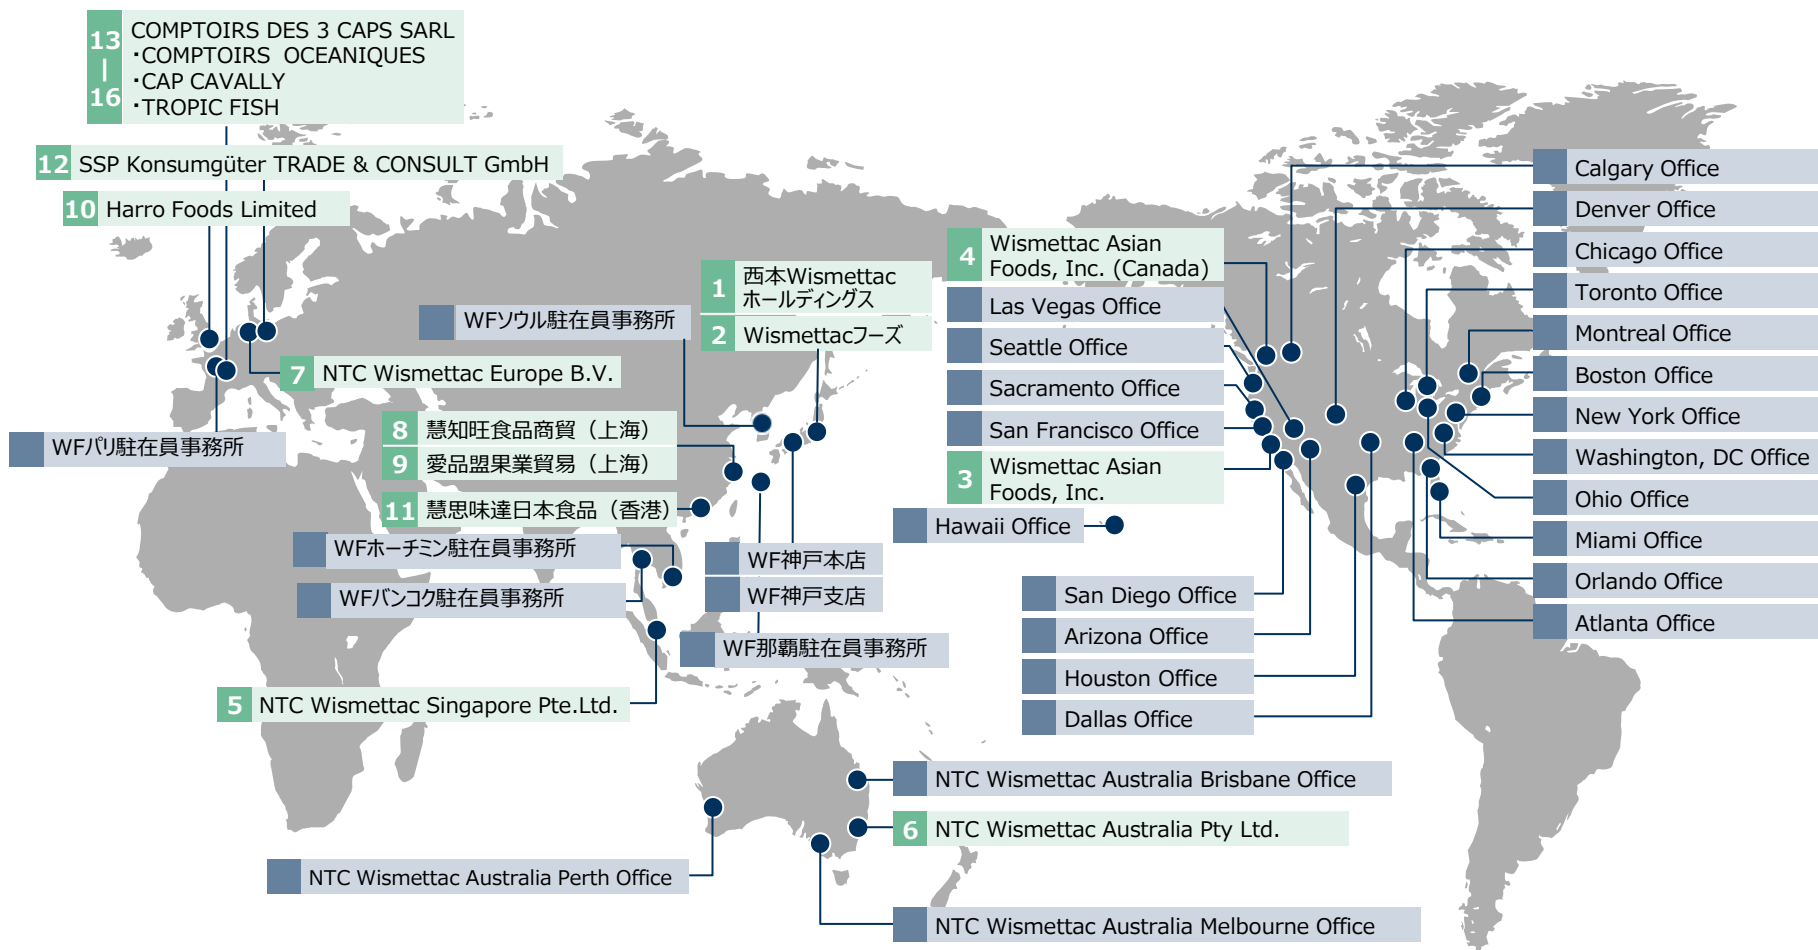 13
|
16
COMPTOIRS DES 3 CAPS SARL
・COMPTOIRS OCEANIQUES
・CAP CAVALLY
・TROPIC FISH
12 SSP Konsumgüter TRADE & CONSULT GmbH
10 Harro Foods Limited
WFパリ駐在員事務所
7 NTC Wismettac Europe B.V.
WFソウル駐在員事務所
1 西本Wismettac
ホールディングス
2 Wismettacフーズ
8 慧知旺食品商貿（上海）
9 愛品盟果業貿易（上海）
11 慧思味達日本食品（香港）
WFホーチミン駐在員事務所
WFバンコク駐在員事務所
WF神戸本店
WF神戸支店
WF那覇駐在員事務所
5 NTC Wismettac Singapore Pte.Ltd.
4 Wismettac Asian
Foods, Inc. (Canada)
Las Vegas Office
Seattle Office
Sacramento Office
San Francisco Office
3 Wismettac Asian
Foods, Inc.
Hawaii Office
San Diego Office
Arizona Office
Houston Office
Dallas Office
Calgary Office
Denver Office
Chicago Office
Toronto Office
Montreal Office
Boston Office
New York Office
Washington, DC Office
Ohio Office
Miami Office
Orlando Office
Atlanta Office
NTC Wismettac Australia Brisbane Office
6 NTC Wismettac Australia Pty Ltd.
NTC Wismettac Australia Perth Office
NTC Wismettac Australia Melbourne Office